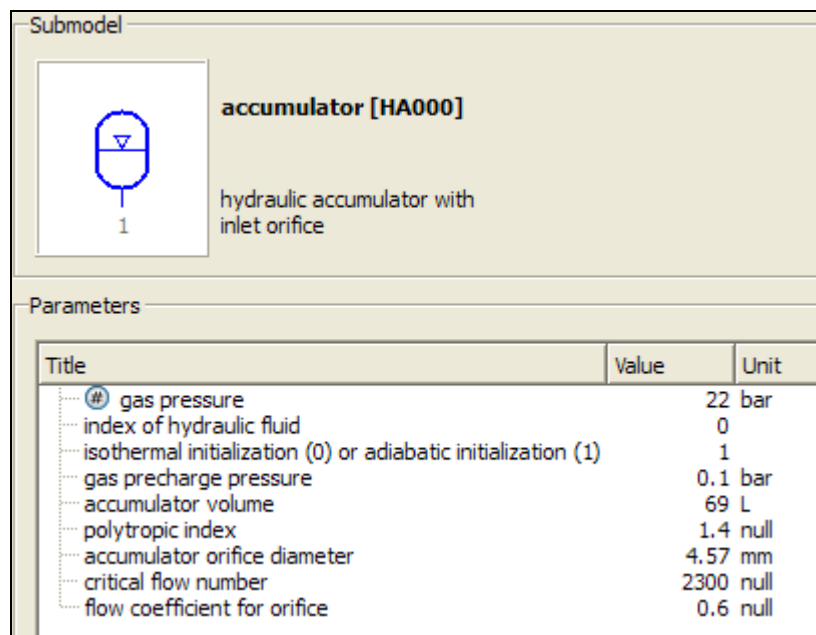 Submodel
accumulator [HA000]
hydraulic accumulator with
inlet orifice
1
Parameters
Title Value Unit
# gas pressure 22 bar
index of hydraulic fluid 0
isothermal initialization (0) or adiabatic initialization (1) 1
gas precharge pressure 0.1 bar
accumulator volume 69 L
polytropic index 1.4 null
accumulator orifice diameter 4.57 mm
critical flow number 2300 null
flow coefficient for orifice 0.6 null